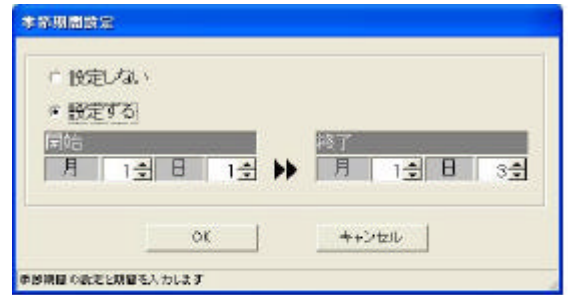 季節期間設定
設定しない
設定する
開始 終了
月 1 日 1 月 1 日 3
OK キャンセル
季節期間の設定と期間を入力します